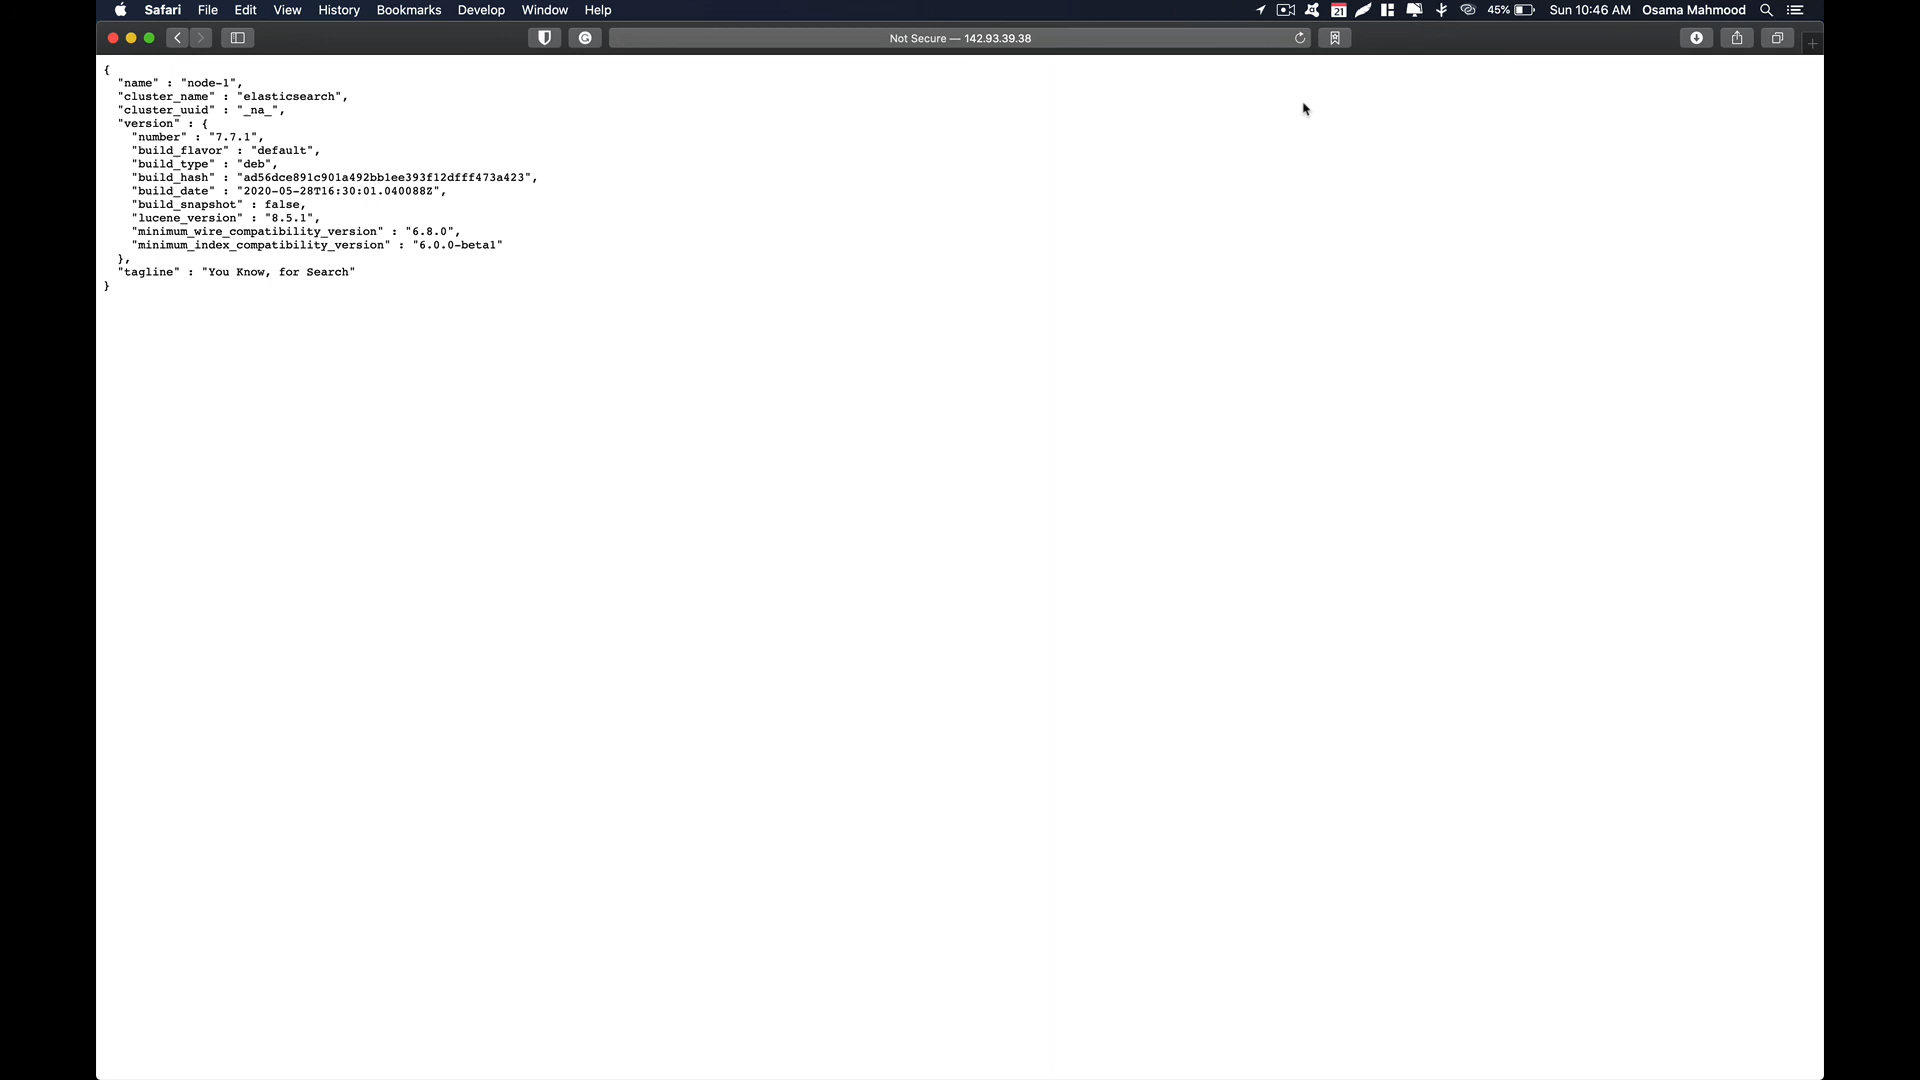 Safari File Edit View History Bookmarks Develop Window Help 21 45% Sun 10:46 AM Osama Mahmood
Not Secure — 142.93.39.38
{
"name" : "node-1",
"cluster_name" : "elasticsearch",
"cluster_uuid" : "_na_",
"version" : {
"number" : "7.7.1",
"build_flavor" : "default",
"build_type" : "deb",
"build_hash" : "ad56dce891c901a492bb1ee393f12dfff473a423",
"build_date" : "2020-05-28T16:30:01.040088Z",
"build_snapshot" : false,
"lucene_version" : "8.5.1",
"minimum_wire_compatibility_version" : "6.8.0",
"minimum_index_compatibility_version" : "6.0.0-beta1"
},
"tagline" : "You Know, for Search"
}